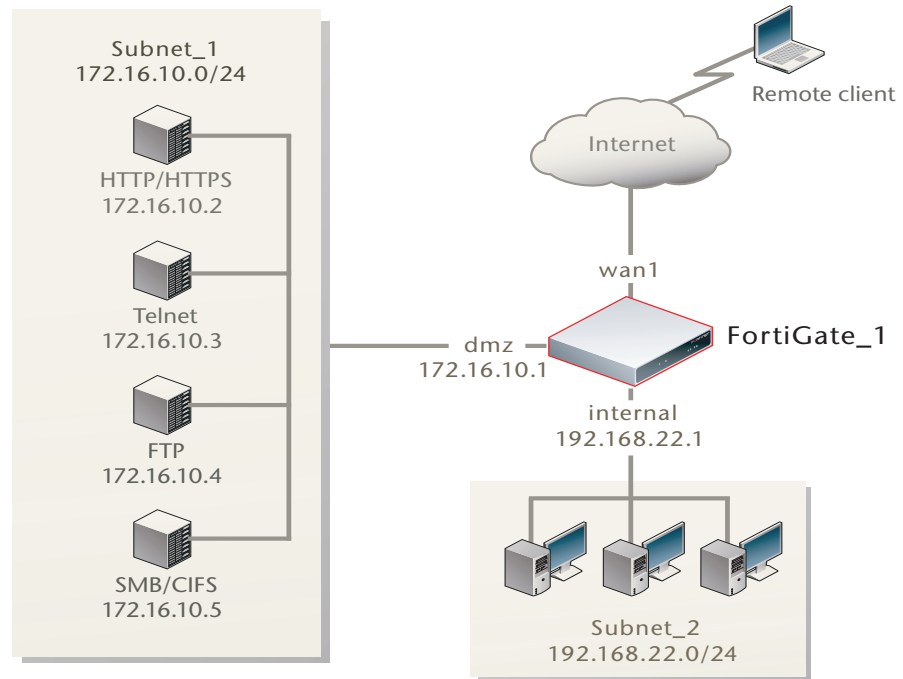 Subnet_1
172.16.10.0/24
HTTP/HTTPS
172.16.10.2
Telnet
172.16.10.3
FTP
172.16.10.4
SMB/CIFS
172.16.10.5
Remote client
Internet
wan1
FortiGate_1
dmz
172.16.10.1
internal
192.168.22.1
Subnet_2
192.168.22.0/24